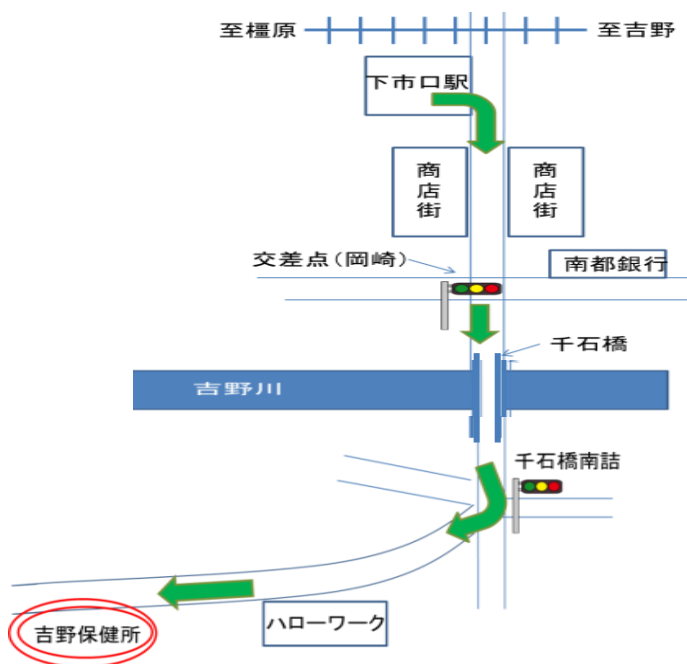 至橿原
至吉野
下市口駅
商店街
商店街
交差点(岡崎)
南都銀行
千石橋
吉野川
千石橋南詰
ハローワーク
吉野保健所